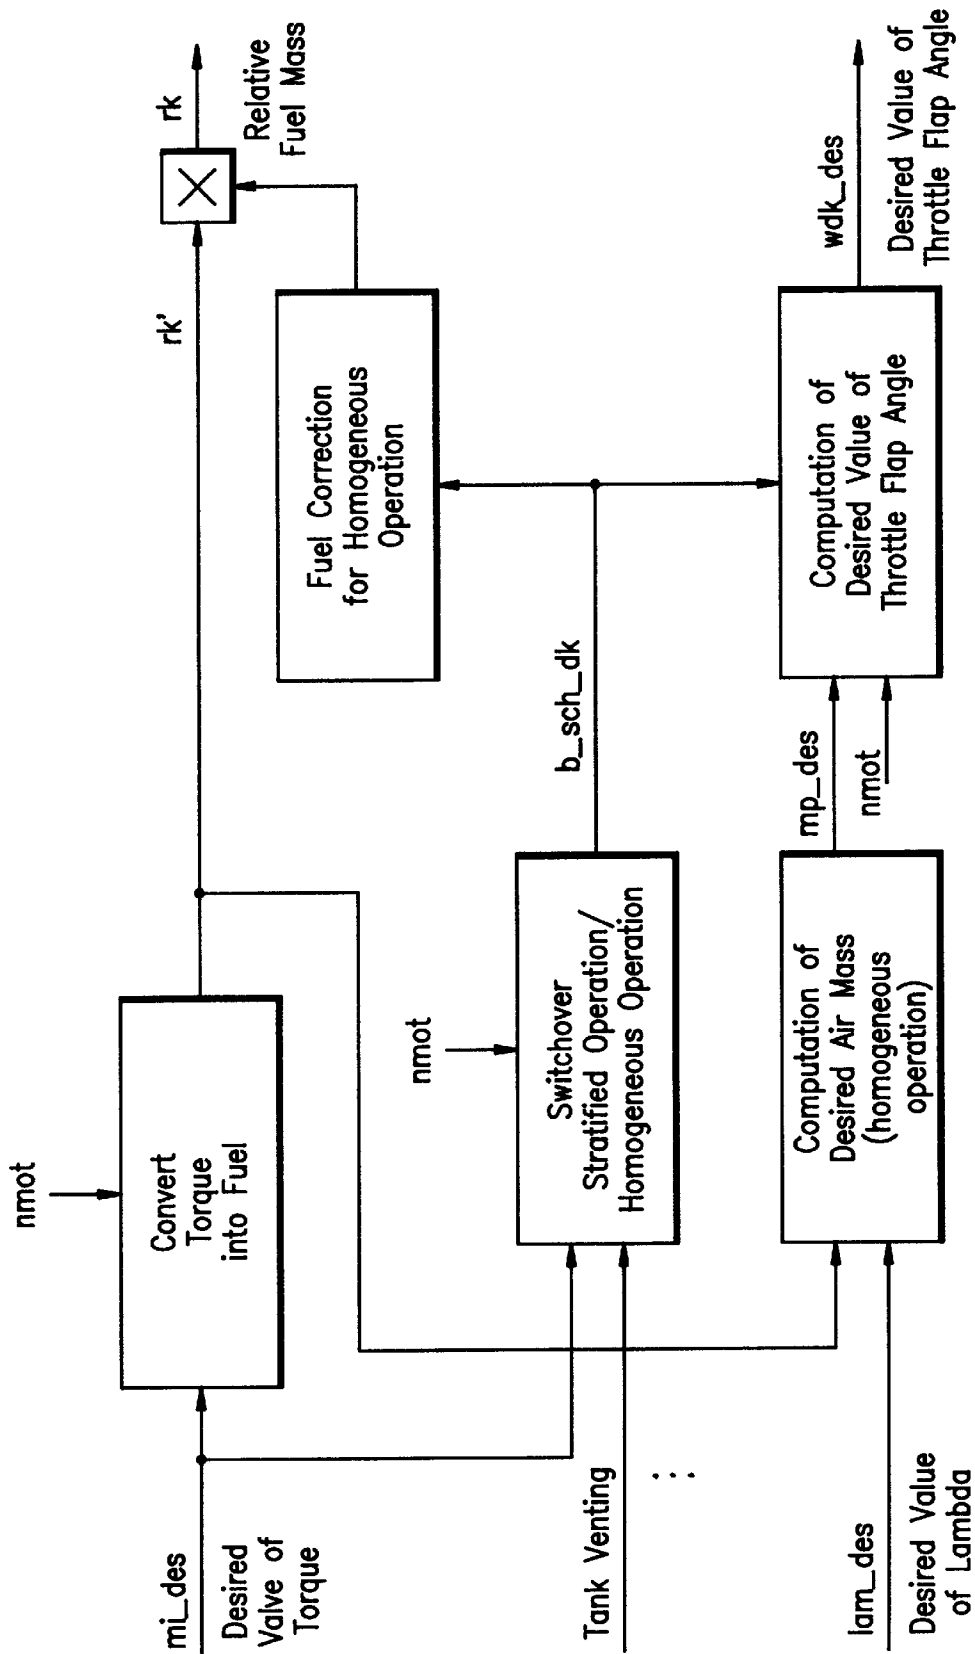 mi_des
Desired
Valve of
Torque
nmot
Convert
Torque
into Fuel
rk'
rk
Relative
Fuel Mass
Fuel Correction
for Homogeneous
Operation
Tank Venting
nmot
Switchover
Stratified Operation/
Homogeneous Operation
b_sch_dk
lam_des
Desired Value
of Lambda
Computation of
Desired Air Mass
(homogeneous
operation)
mp_des
nmot
Computation of
Desired Value of
Throttle Flap Angle
wdk_des
Desired Value of
Throttle Flap Angle